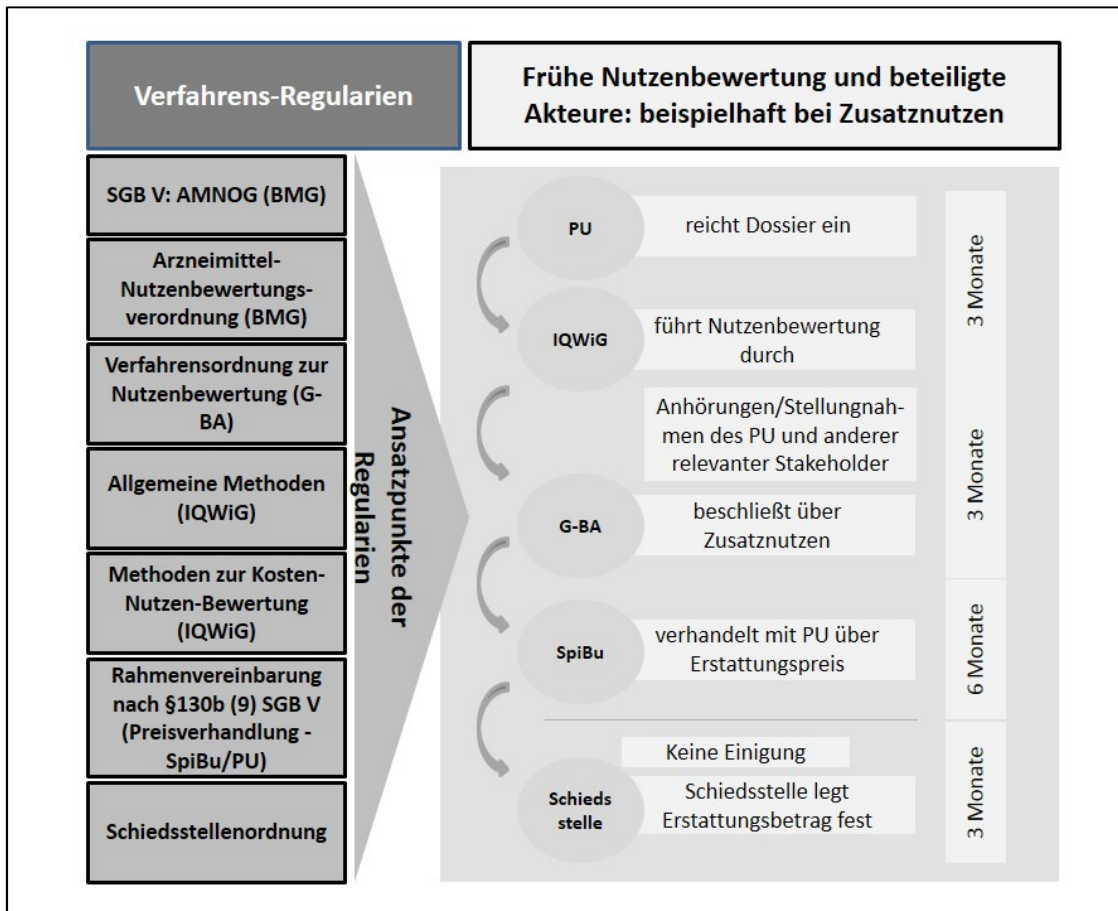 Verfahrens-Regularien
Frühe Nutzenbewertung und beteiligte
Akteure: beispielhaft bei Zusatznutzen
SGB V: AMNOG (BMG)
Arzneimittel-
Nutzenbewertungs-
verordnung (BMG)
Verfahrensordnung zur
Nutzenbewertung (G-
BA)
Allgemeine Methoden
(IQWiG)
Methoden zur Kosten-
Nutzen-Bewertung
(IQWiG)
Rahmenvereinbarung
nach §130b (9) SGB V
(Preisverhandlung -
SpiBu/PU)
Schiedsstellenordnung
Ansatzpunkte der
Regularien
PU
reicht Dossier ein
IQWiG
führt Nutzenbewertung
durch
Anhörungen/Stellungnah-
men des PU und anderer
relevanter Stakeholder
G-BA
beschließt über
Zusatznutzen
SpiBu
verhandelt mit PU über
Erstattungspreis
Keine Einigung
Schieds
stelle
Schiedsstelle legt
Erstattungsbetrag fest
3 Monate
3 Monate
6 Monate
3 Monate